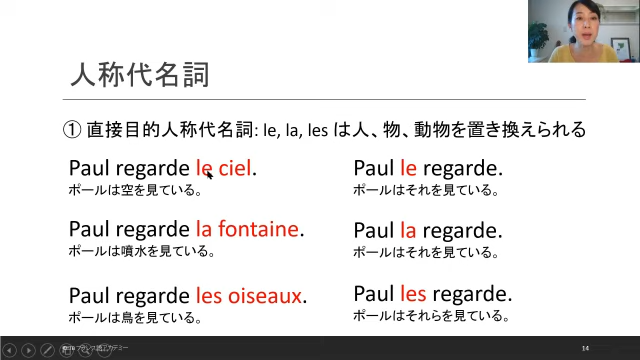 人称代名詞
① 直接目的人称代名詞: le, la, les は人、物、動物を置き換えられる
Paul regarde le ciel.
ポールは空を見ている。
Paul le regarde.
ポールはそれを見ている。
Paul regarde la fontaine.
ポールは噴水を見ている。
Paul la regarde.
ポールはそれを見ている。
Paul regarde les oiseaux.
ポールは鳥を見ている。
Paul les regarde.
ポールはそれらを見ている。
14